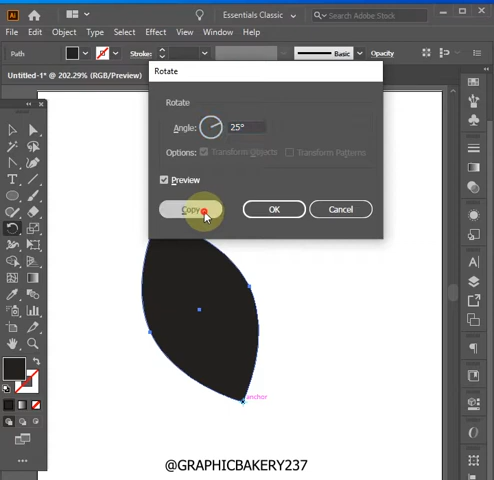 Ai
Essentials Classic
Search Adobe Stock
File Edit Object Type Select Effect View Window Help
Path
Stroke:
Basic
Opacity
Untitled-1* @ 202.29% (RGB/Preview)
Rotate
Rotate
Angle: 25°
Options: Transform Objects Transform Patterns
Preview
Copy OK Cancel
anchor
@GRAPHICBAKERY237